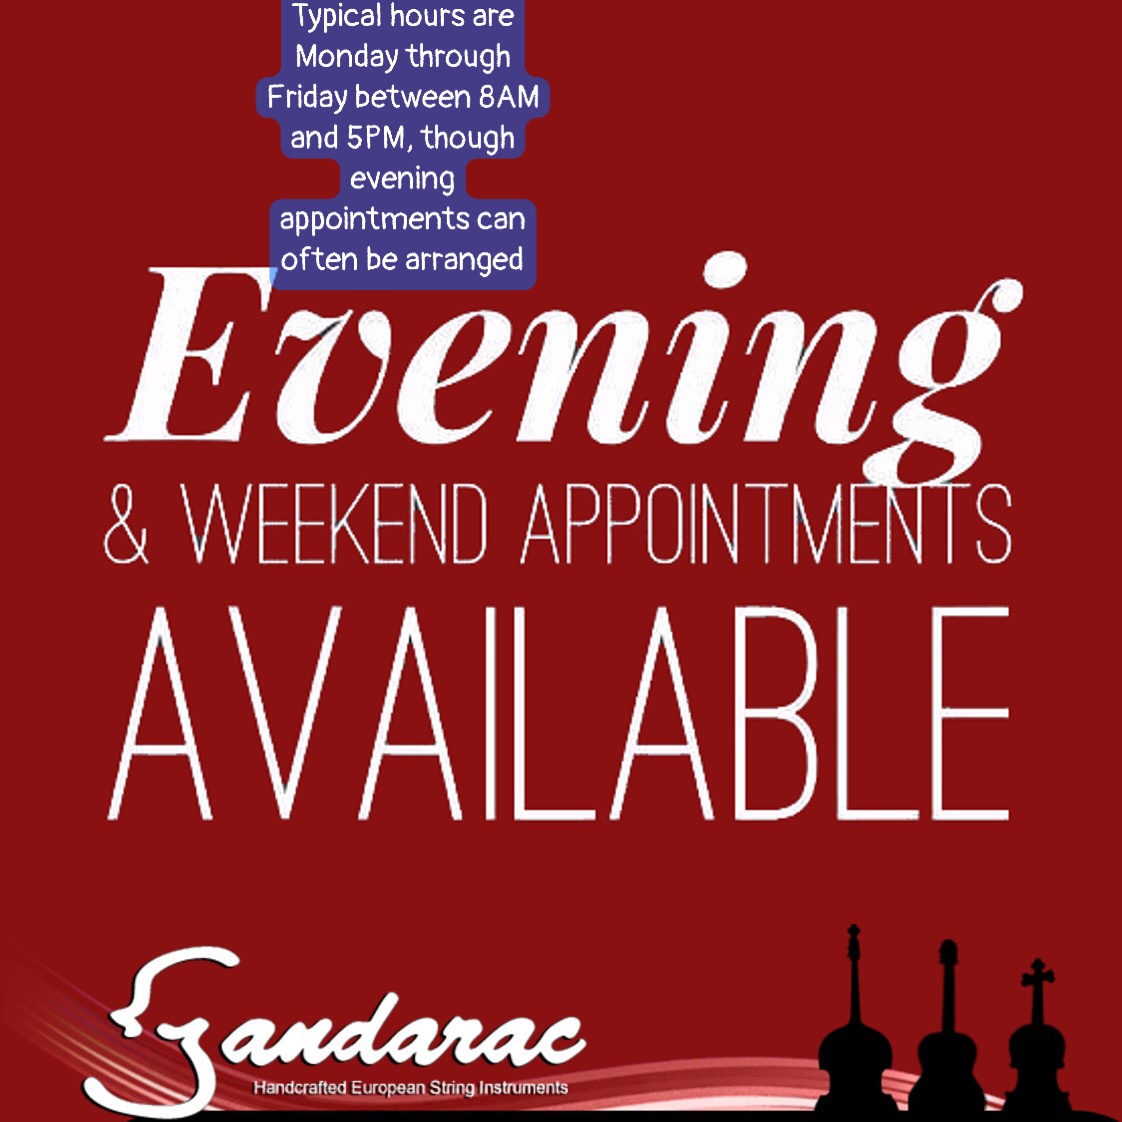 Typical hours are
Monday through
Friday between 8AM
and 5PM, though
evening
appointments can
often be arranged
Evening
& WEEKEND APPOINTMENTS
AVAILABLE
Gandarac
Handcrafted European String Instruments